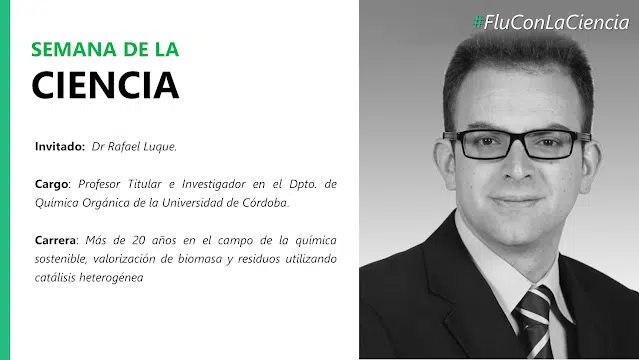 #FluConLaCiencia
SEMANA DE LA
CIENCIA
Invitado: Dr Rafael Luque.
Cargo: Profesor Titular e Investigador en el Dpto. de
Química Orgánica de la Universidad de Córdoba.
Carrera: Más de 20 años en el campo de la química
sostenible, valorización de biomasa y residuos utilizando
catálisis heterogénea